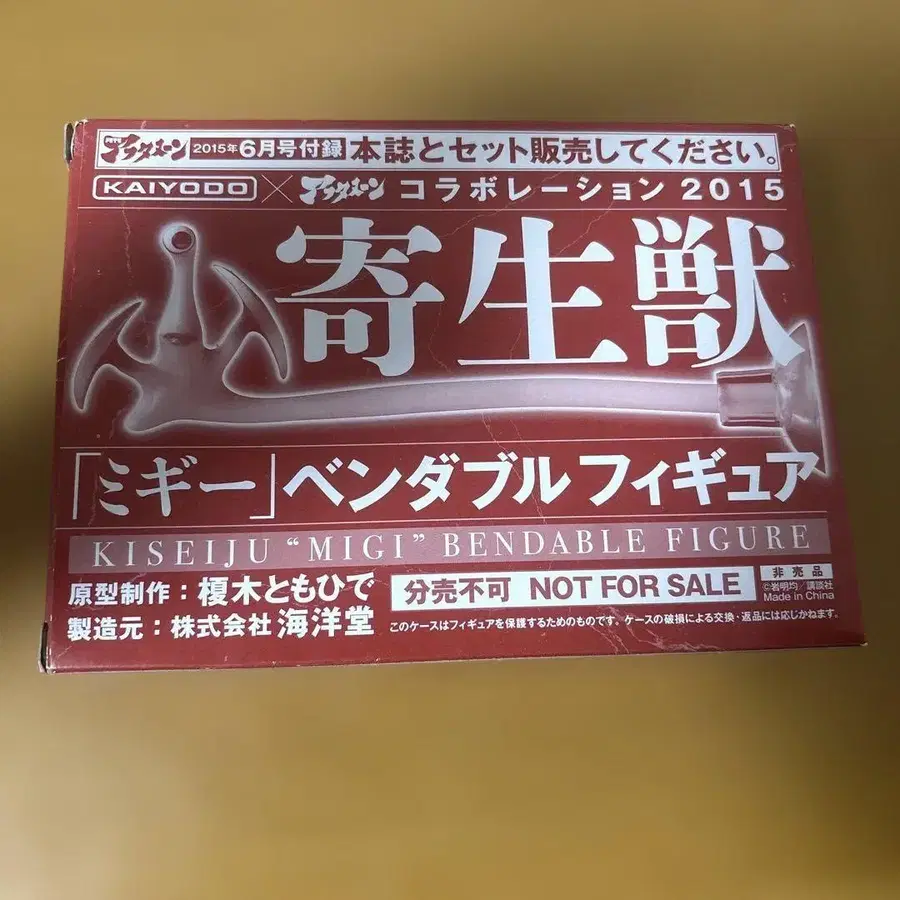 月刊 アフタヌーン 2015年6月号付録 本誌とセット販売してください。
KAIYODO × アフタヌーン コラボレーション 2015
寄生獣
「ミギー」ベンダブルフィギュア
KISEIJU “MIGI” BENDABLE FIGURE
原型制作：榎木ともひで
製造元：株式会社 海洋堂
分売不可 NOT FOR SALE
非売品
©岩明均／講談社
Made in China
このケースはフィギュアを保護するためのものです。ケースの破損による交換・返品には応じかねます。